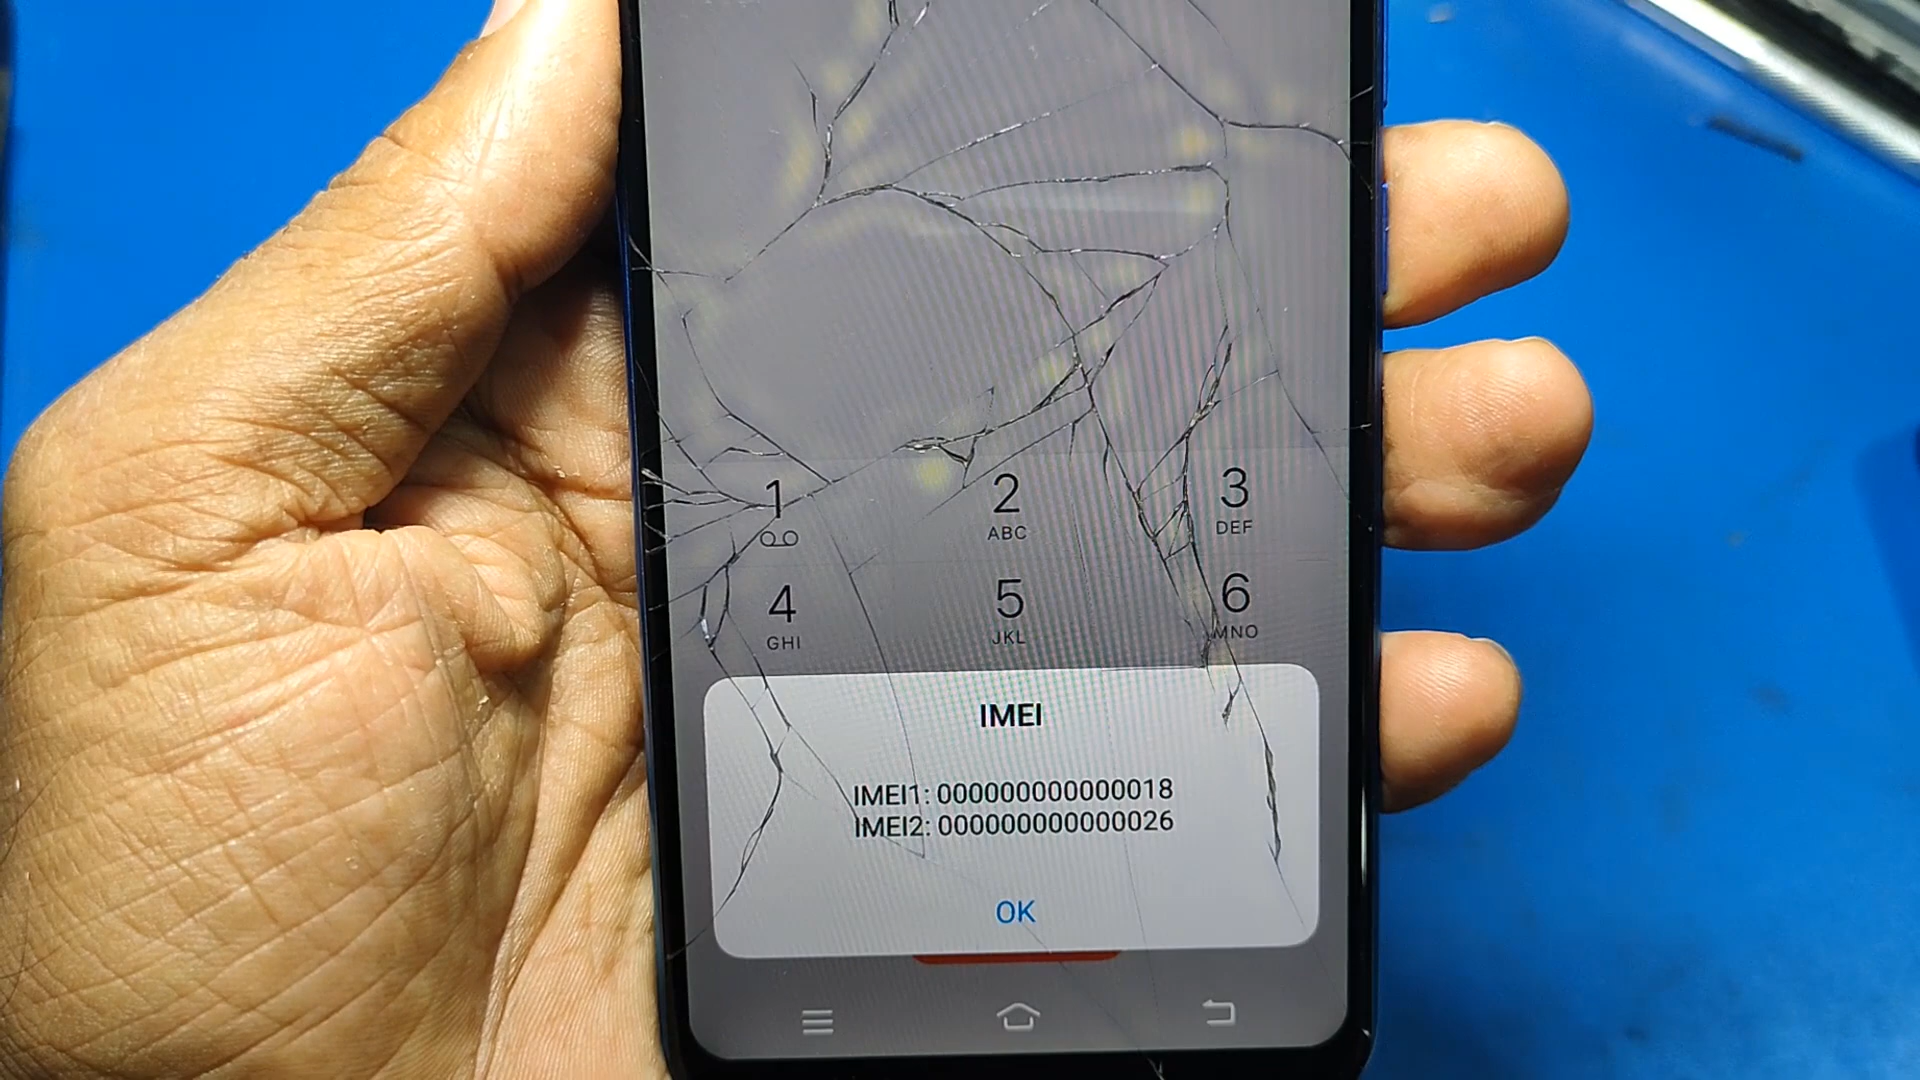 1 2 3
ABC DEF
4 5 6
GHI JKL MNO
IMEI
IMEI1: 000000000000018
IMEI2: 000000000000026
OK